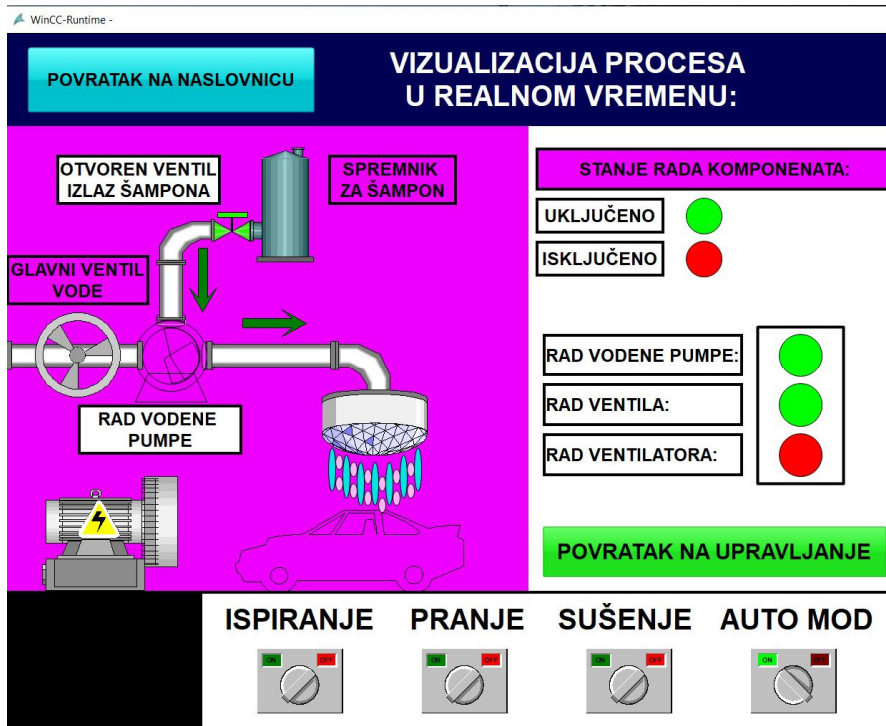 WinCC-Runtime -
POVRATAK NA NASLOVNICU
VIZUALIZACIJA PROCESA
U REALNOM VREMENU:
OTVOREN VENTIL
IZLAZ ŠAMPONA
SPREMNIK
ZA ŠAMPON
GLAVNI VENTIL
VODE
RAD VODENE
PUMPE
STANJE RADA KOMPONENATA:
UKLJUČENO
ISKLJUČENO
RAD VODENE PUMPE:
RAD VENTILA:
RAD VENTILATORA:
POVRATAK NA UPRAVLJANJE
ISPIRANJE PRANJE SUŠENJE AUTO MOD
ON OFF ON OFF ON OFF ON OFF